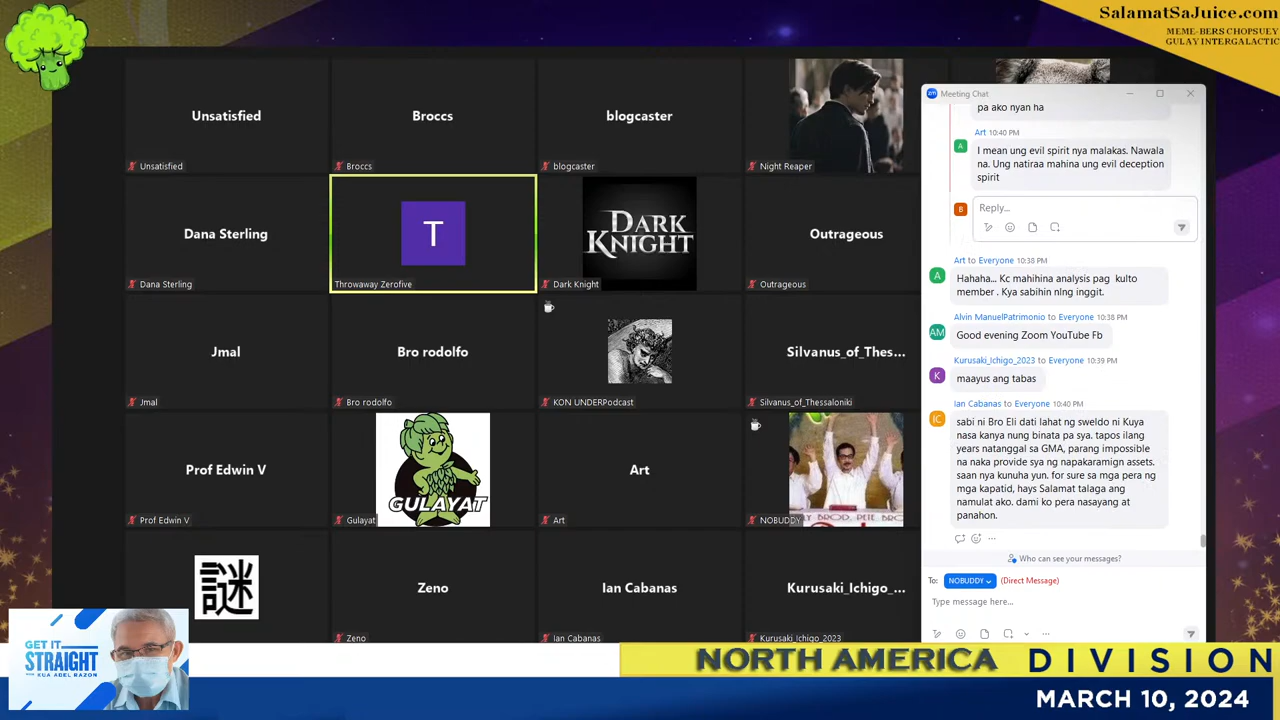 SalamatSaJuice.com
MEME-BERS CHOPSUEY
GULAY INTERGALACTIC
Unsatisfied
Unsatisfied
Broccs
Broccs
blogcaster
blogcaster
Night Reaper
Dana Sterling
Dana Sterling
T
Throwaway Zerofive
DARK
KNIGHT
Dark Knight
Outrageous
Outrageous
Jmal
Jmal
Bro rodolfo
Bro rodolfo
KON UNDERPodcast
Silvanus_of_Thes...
Silvanus_of_Thessaloniki
Prof Edwin V
Prof Edwin V
GULAYAT
Gulayat
Art
Art
NOBUDDY
謎
Zeno
Zeno
Ian Cabanas
Ian Cabanas
Kurusaki_Ichigo_...
Kurusaki_Ichigo_2023
zm Meeting Chat
pa ako nyan ha
Art 10:40 PM
A
I mean ung evil spirit nya malakas. Nawala
na. Ung natiraa mahina ung evil deception
spirit
B
Reply...
Art to Everyone 10:38 PM
A
Hahaha... Kc mahihina analysis pag kulto
member . Kya sabihin nlng inggit.
Alvin ManuelPatrimonio to Everyone 10:38 PM
AM
Good evening Zoom YouTube Fb
Kurusaki_Ichigo_2023 to Everyone 10:39 PM
K
maayus ang tabas
Ian Cabanas to Everyone 10:40 PM
IC
sabi ni Bro Eli dati lahat ng sweldo ni Kuya
nasa kanya nung binata pa sya. tapos ilang
years natanggal sa GMA, parang impossible
na naka provide sya ng napakaramign assets.
saan nya kunuha yun. for sure sa mga pera ng
mga kapatid, hays Salamat talaga ang
namulat ako. dami ko pera nasayang at
panahon.
Who can see your messages?
To: NOBUDDY (Direct Message)
Type message here...
GET IT
STRAIGHT
WITH KUA ADEL RAZON
NORTH AMERICA DIVISION
MARCH 10, 2024